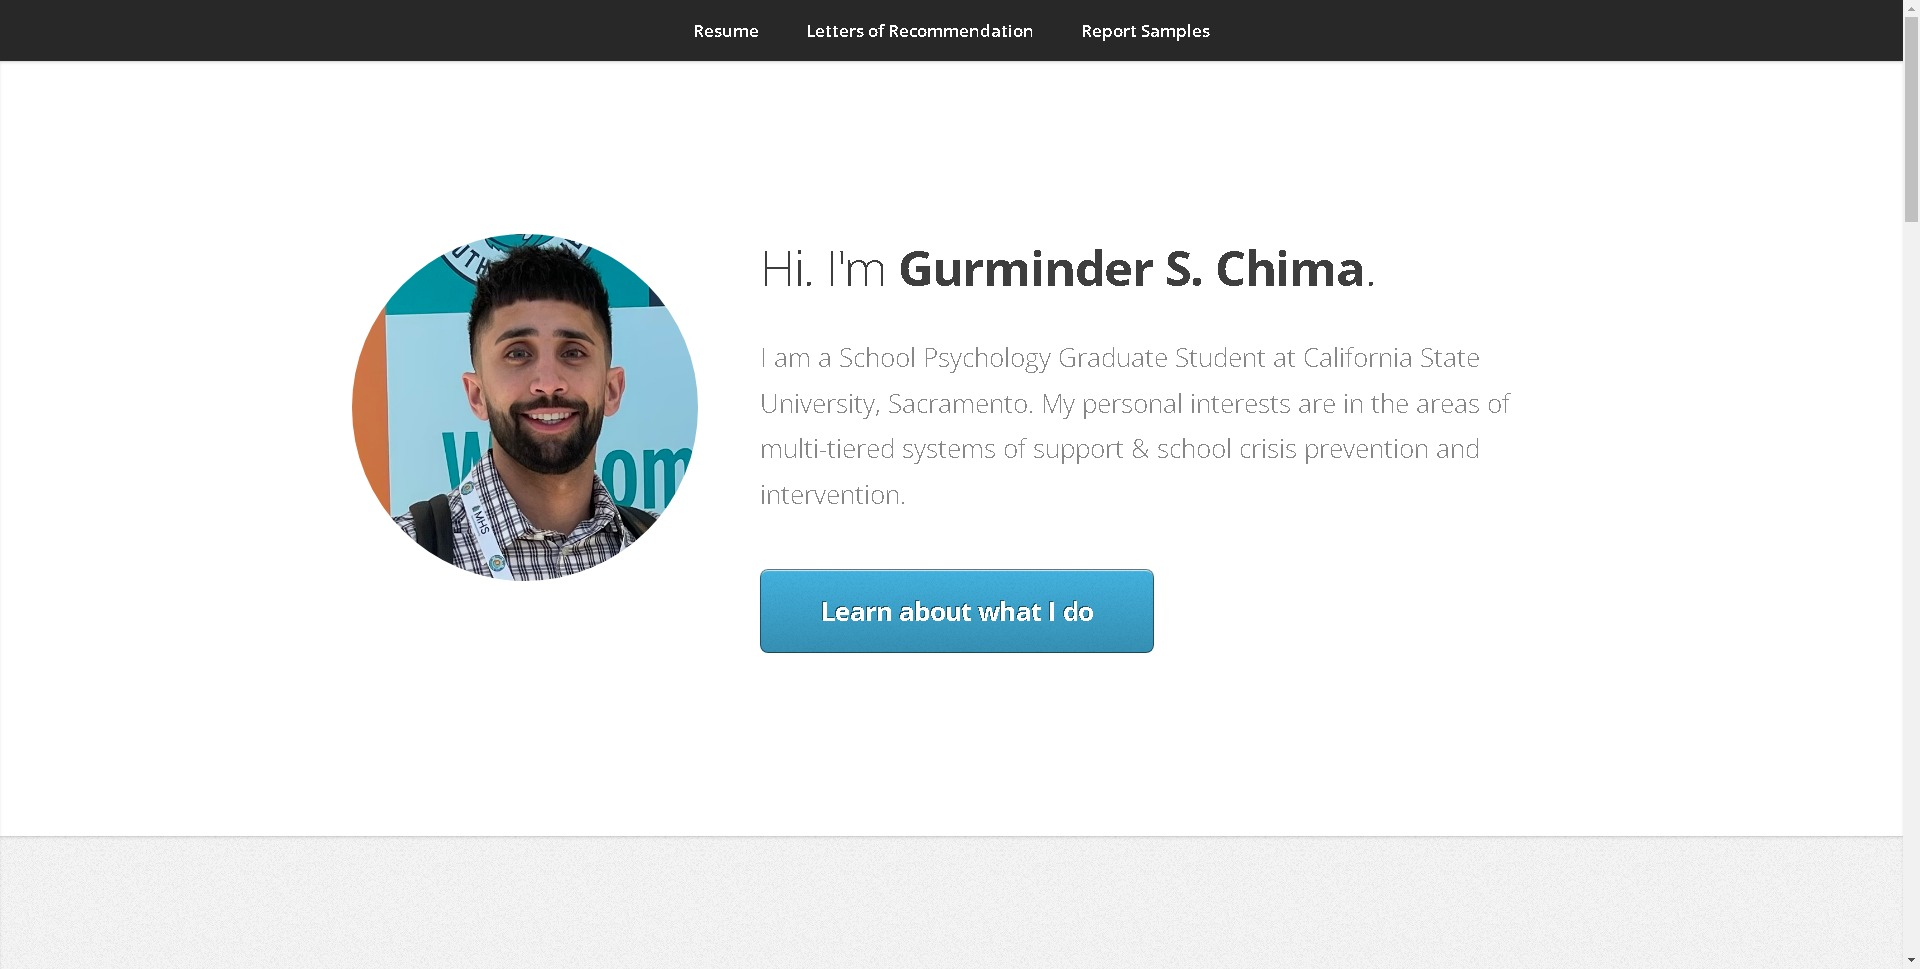 Resume
Letters of Recommendation
Report Samples
Hi. I'm Gurminder S. Chima.
I am a School Psychology Graduate Student at California State
University, Sacramento. My personal interests are in the areas of
multi-tiered systems of support & school crisis prevention and
intervention.
MHS
Learn about what I do